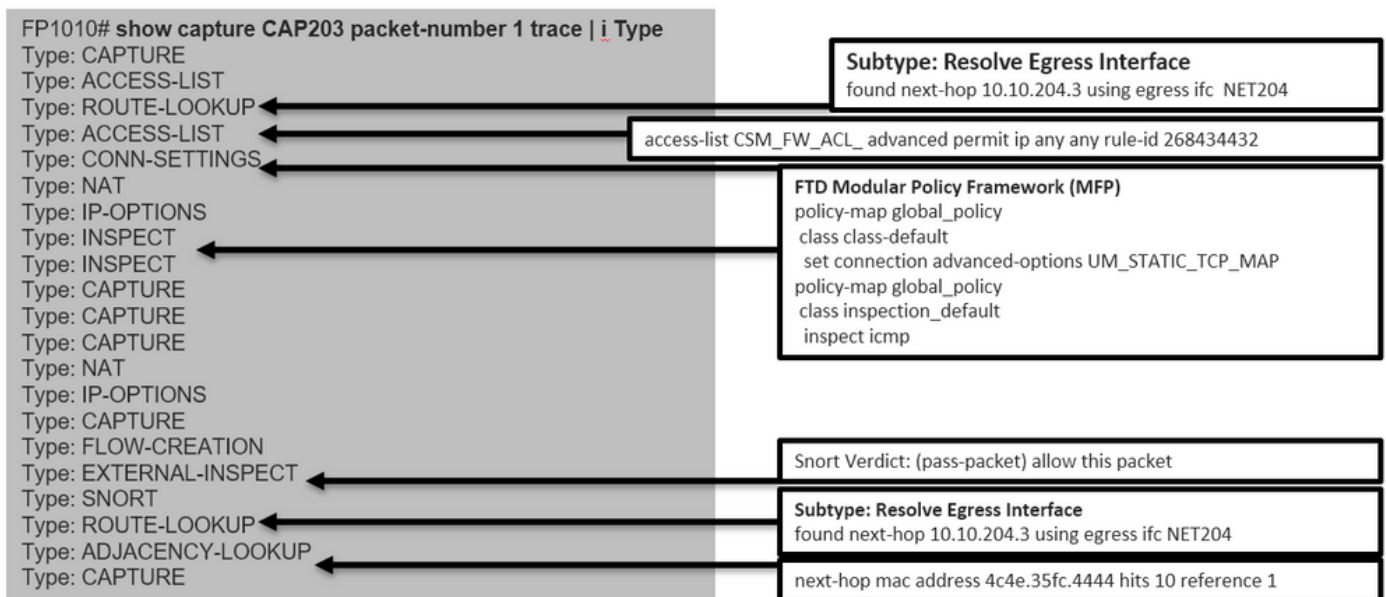 FP1010# show capture CAP203 packet-number 1 trace | i Type
Type: CAPTURE
Type: ACCESS-LIST
Type: ROUTE-LOOKUP
Type: ACCESS-LIST
Type: CONN-SETTINGS
Type: NAT
Type: IP-OPTIONS
Type: INSPECT
Type: INSPECT
Type: CAPTURE
Type: CAPTURE
Type: CAPTURE
Type: NAT
Type: IP-OPTIONS
Type: CAPTURE
Type: FLOW-CREATION
Type: EXTERNAL-INSPECT
Type: SNORT
Type: ROUTE-LOOKUP
Type: ADJACENCY-LOOKUP
Type: CAPTURE
Subtype: Resolve Egress Interface
found next-hop 10.10.204.3 using egress ifc NET204
access-list CSM_FW_ACL_ advanced permit ip any any rule-id 268434432
FTD Modular Policy Framework (MFP)
policy-map global_policy
class class-default
set connection advanced-options UM_STATIC_TCP_MAP
policy-map global_policy
class inspection_default
inspect icmp
Snort Verdict: (pass-packet) allow this packet
Subtype: Resolve Egress Interface
found next-hop 10.10.204.3 using egress ifc NET204
next-hop mac address 4c4e.35fc.4444 hits 10 reference 1